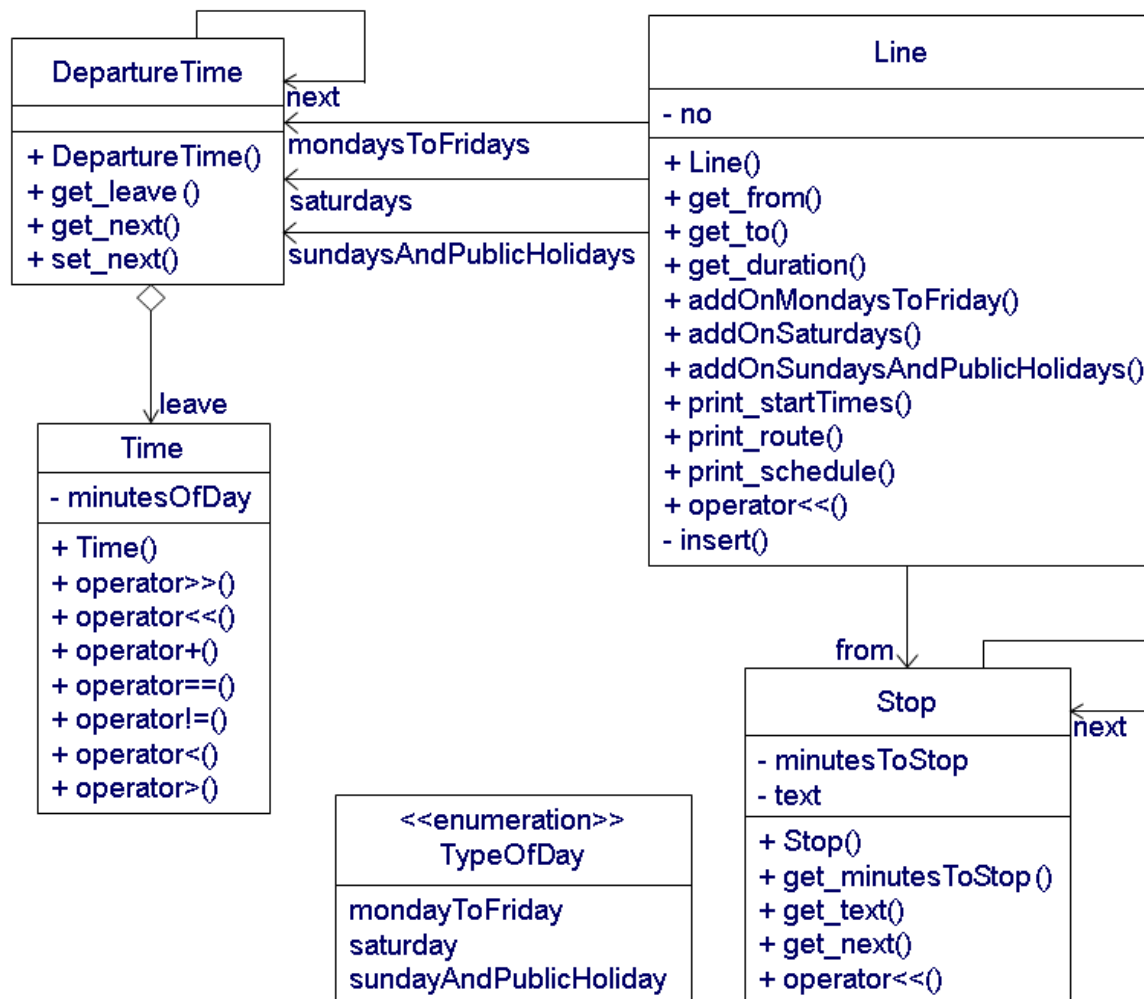 DepartureTime
+ DepartureTime()
+ get_leave ()
+ get_next()
+ set_next()
next
mondaysToFridays
saturdays
sundaysAndPublicHolidays
Line
- no
+ Line()
+ get_from()
+ get_to()
+ get_duration()
+ addOnMondaysToFriday()
+ addOnSaturdays()
+ addOnSundaysAndPublicHolidays()
+ print_startTimes()
+ print_route()
+ print_schedule()
+ operator<<()
- insert()
leave
Time
- minutesOfDay
+ Time()
+ operator>>()
+ operator<<()
+ operator+()
+ operator==()
+ operator!=()
+ operator<()
+ operator>()
from
Stop
next
- minutesToStop
- text
+ Stop()
+ get_minutesToStop ()
+ get_text()
+ get_next()
+ operator<<()
<<enumeration>>
TypeOfDay
mondayToFriday
saturday
sundayAndPublicHoliday